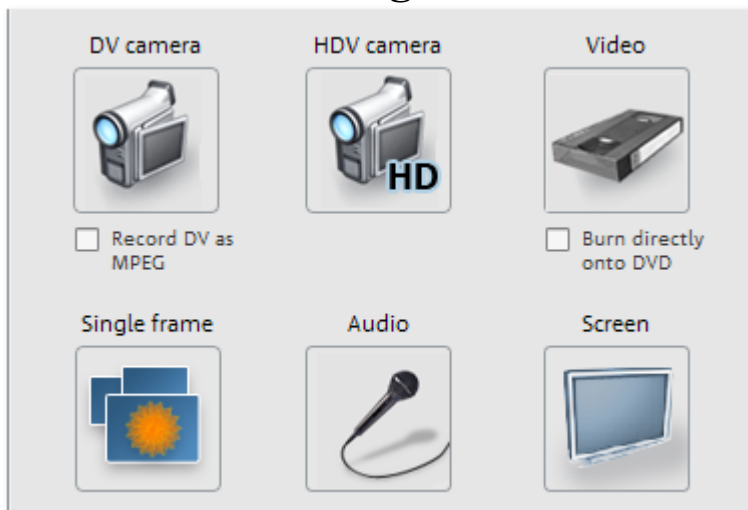 DV camera
HDV camera
Video
HD
Record DV as
MPEG
Burn directly
onto DVD
Single frame
Audio
Screen